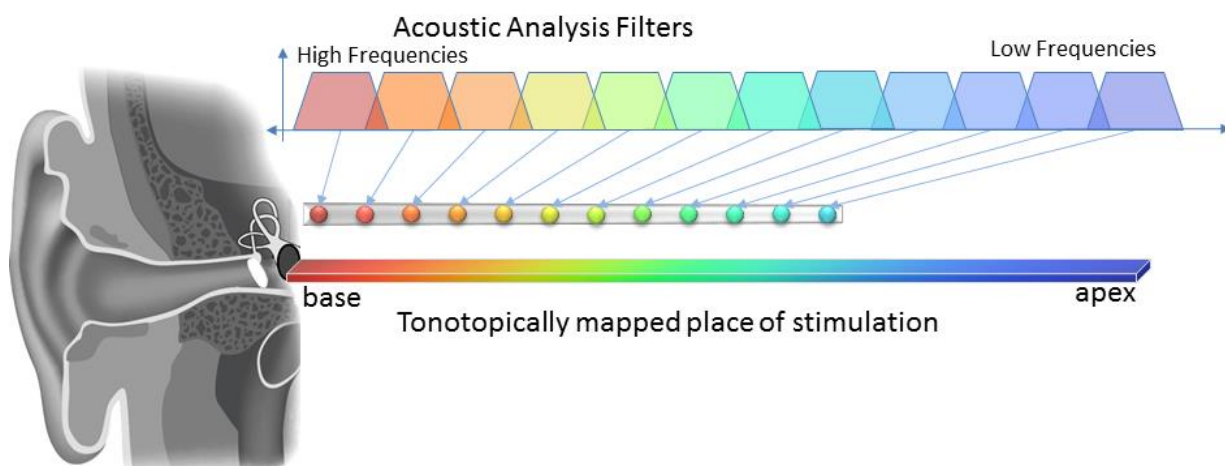 Acoustic Analysis Filters
High Frequencies
Low Frequencies
base
apex
Tonotopically mapped place of stimulation